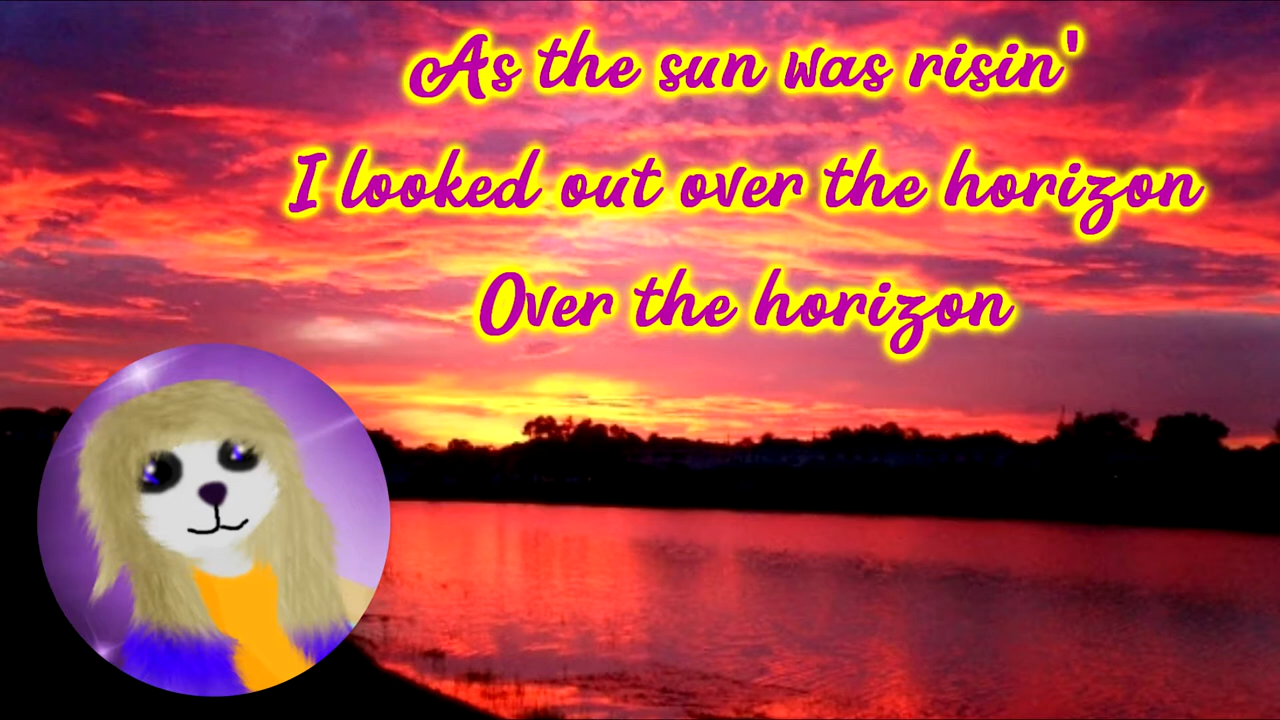 As the sun was risin'
I looked out over the horizon
Over the horizon